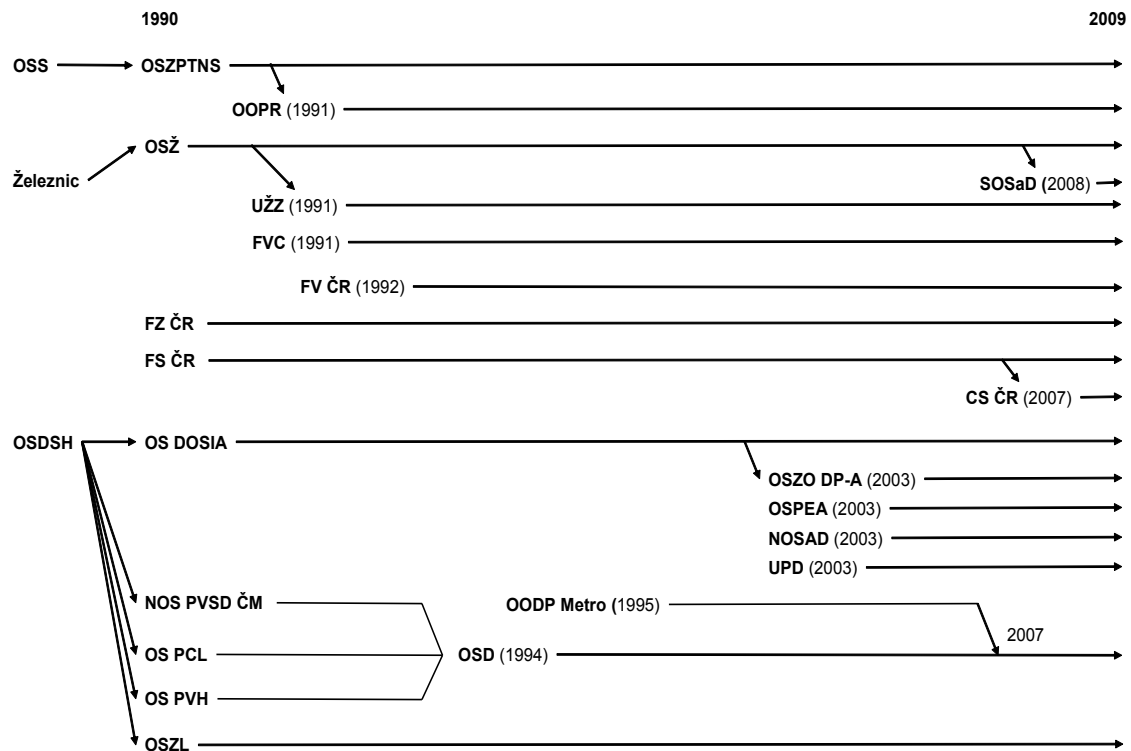 1990 2009
OSS OSZPTNS
OOPR (1991)
OSŽ
Železnic SOSaD (2008)
UŽZ (1991)
FVC (1991)
FV ČR (1992)
FZ ČR
FS ČR
CS ČR (2007)
OSDSH OS DOSIA
OSZO DP-A (2003)
OSPEA (2003)
NOSAD (2003)
UPD (2003)
NOS PVSD ČM OODP Metro (1995)
2007
OS PCL OSD (1994)
OS PVH
OSZL